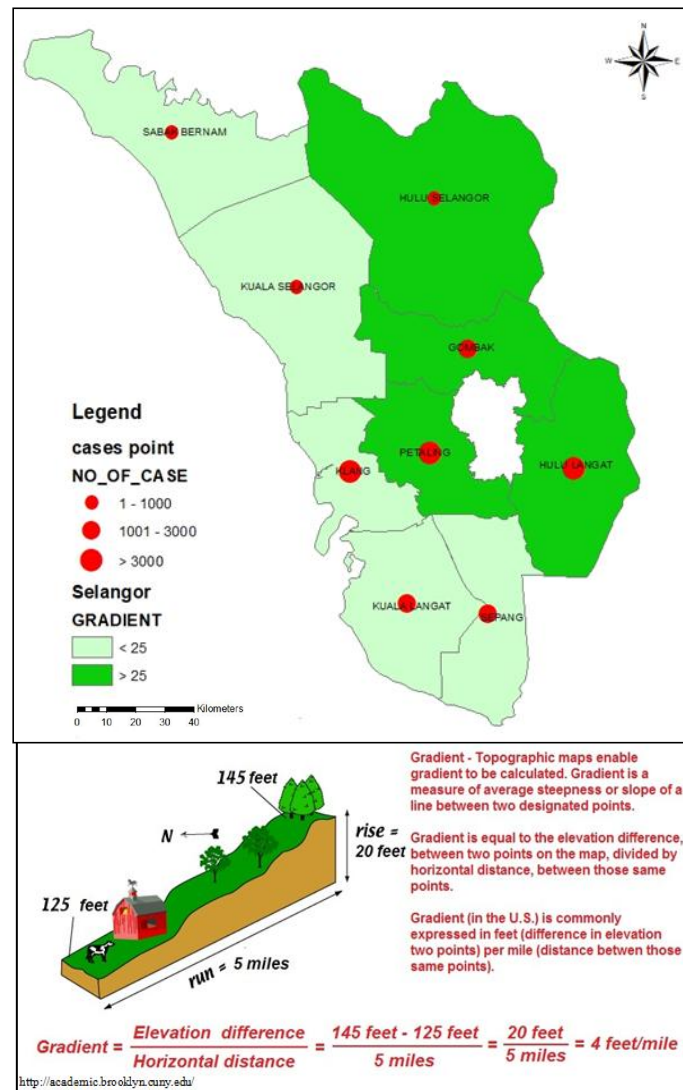 N
W
E
S
SABAK BERNAM
HULU SELANGOR
KUALA SELANGOR
GOMBAK
PETALING
KLANG
HULU LANGAT
KUALA LANGAT
SEPANG
Legend
cases point
NO_OF_CASE
1 - 1000
1001 - 3000
> 3000
Selangor
GRADIENT
< 25
> 25
Kilometers
0 10 20 30 40
145 feet
N
rise =
20 feet
125 feet
run = 5 miles
Gradient - Topographic maps enable
gradient to be calculated. Gradient is a
measure of average steepness or slope of a
line between two designated points.
Gradient is equal to the elevation difference,
between two points on the map, divided by
horizontal distance, between those same
points.
Gradient (in the U.S.) is commonly
expressed in feet (difference in elevation
two points) per mile (distance betwen those
same points).
Gradient = Elevation difference / Horizontal distance = 145 feet - 125 feet / 5 miles = 20 feet / 5 miles = 4 feet/mile
http://academic.brooklyn.cuny.edu/